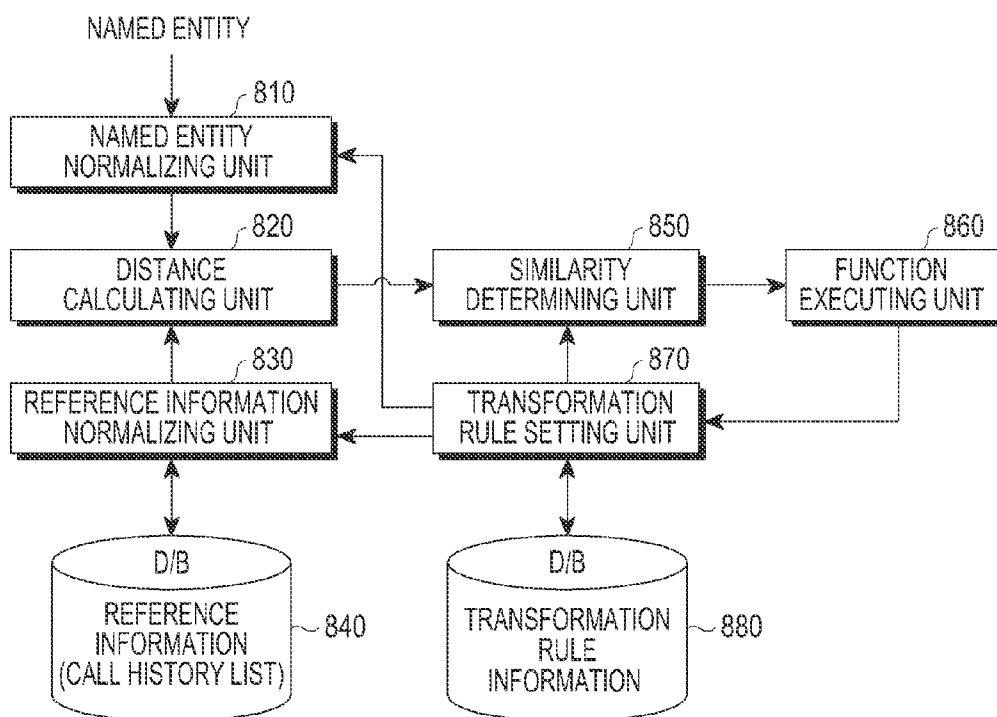 NAMED ENTITY
810
NAMED ENTITY
NORMALIZING UNIT
820
DISTANCE
CALCULATING UNIT
850
SIMILARITY
DETERMINING UNIT
860
FUNCTION
EXECUTING UNIT
830
REFERENCE INFORMATION
NORMALIZING UNIT
870
TRANSFORMATION
RULE SETTING UNIT
D/B
REFERENCE
INFORMATION
(CALL HISTORY LIST)
840
D/B
TRANSFORMATION
RULE
INFORMATION
880